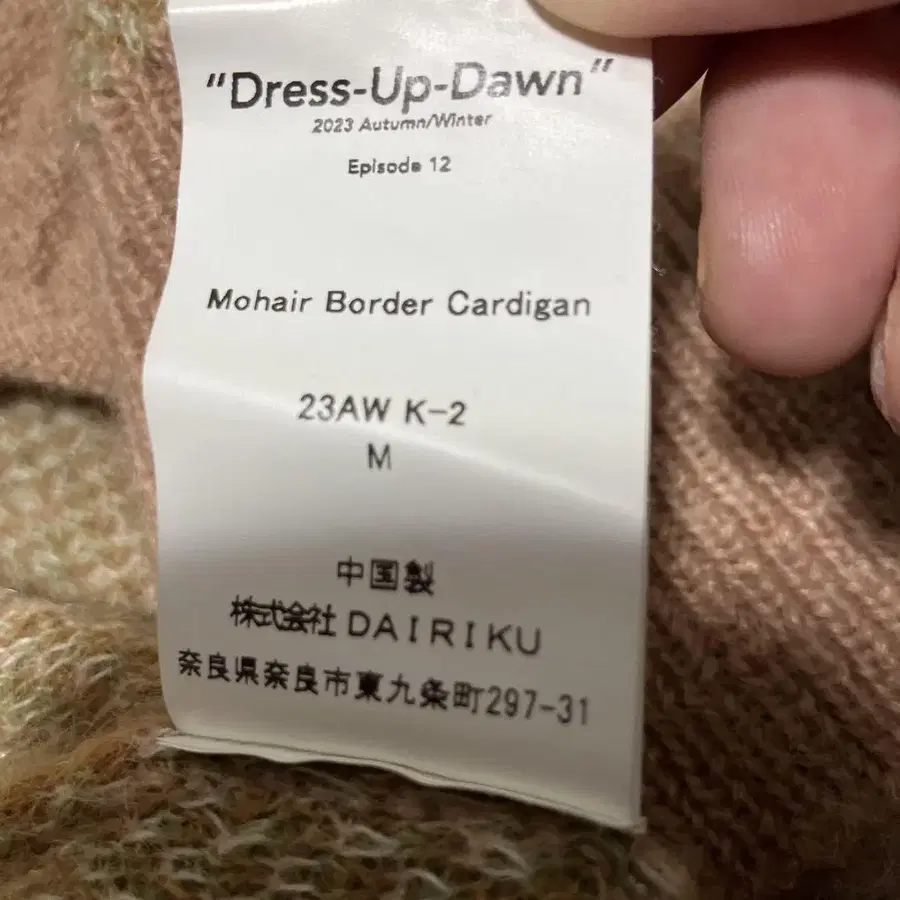 "Dress-Up-Dawn"
2023 Autumn/Winter
Episode 12
Mohair Border Cardigan
23AW K-2
M
中国製
株式会社 DAIRIKU
奈良県奈良市東九条町297-31